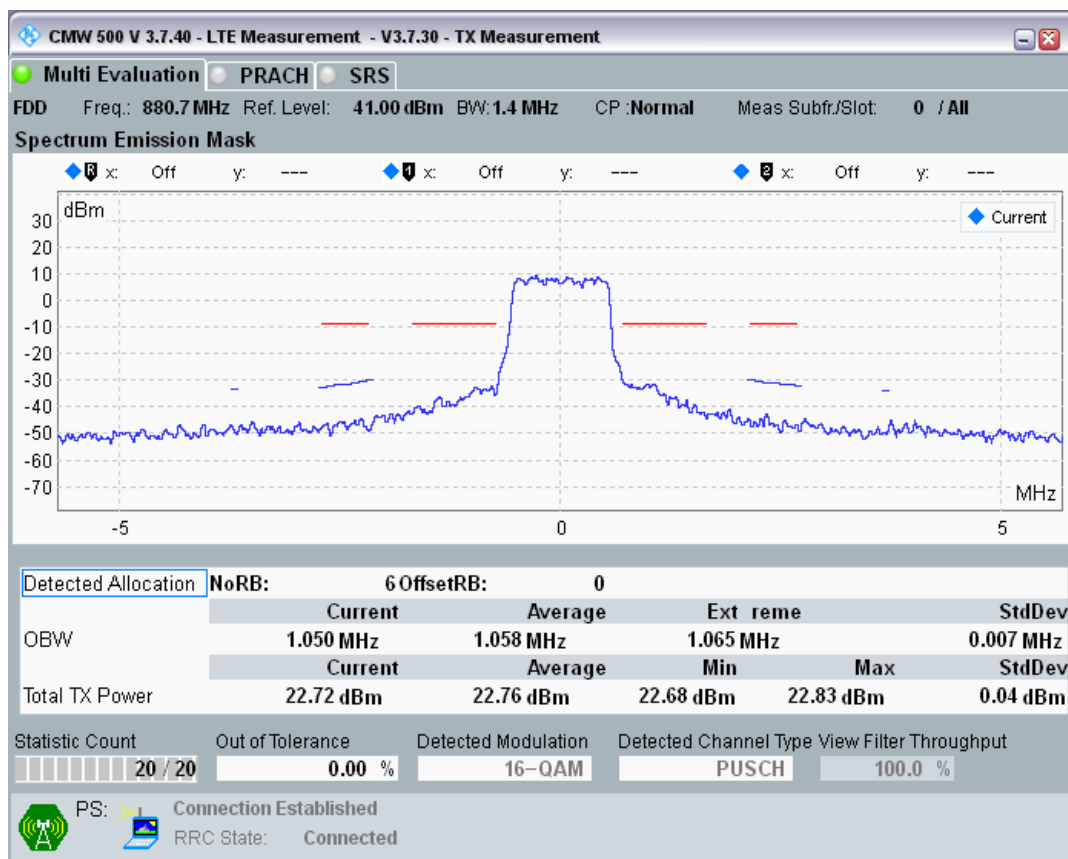 CMW 500 V 3.7.40 - LTE Measurement - V3.7.30 - TX Measurement
Multi Evaluation PRACH SRS
FDD Freq.: 880.7 MHz Ref. Level: 41.00 dBm BW: 1.4 MHz CP :Normal Meas Subfr./Slot: 0 / All
Spectrum Emission Mask
R x: Off y: --- 1 x: Off y: --- 2 x: Off y: ---
dBm
Current
30
20
10
0
-10
-20
-30
-40
-50
-60
-70
MHz
-5 0 5
Detected Allocation NoRB: 6 OffsetRB: 0
Current Average Ext reme StdDev
OBW 1.050 MHz 1.058 MHz 1.065 MHz 0.007 MHz
Current Average Min Max StdDev
Total TX Power 22.72 dBm 22.76 dBm 22.68 dBm 22.83 dBm 0.04 dBm
Statistic Count Out of Tolerance Detected Modulation Detected Channel Type View Filter Throughput
20 / 20 0.00 % 16-QAM PUSCH 100.0 %
PS: Connection Established
RRC State: Connected